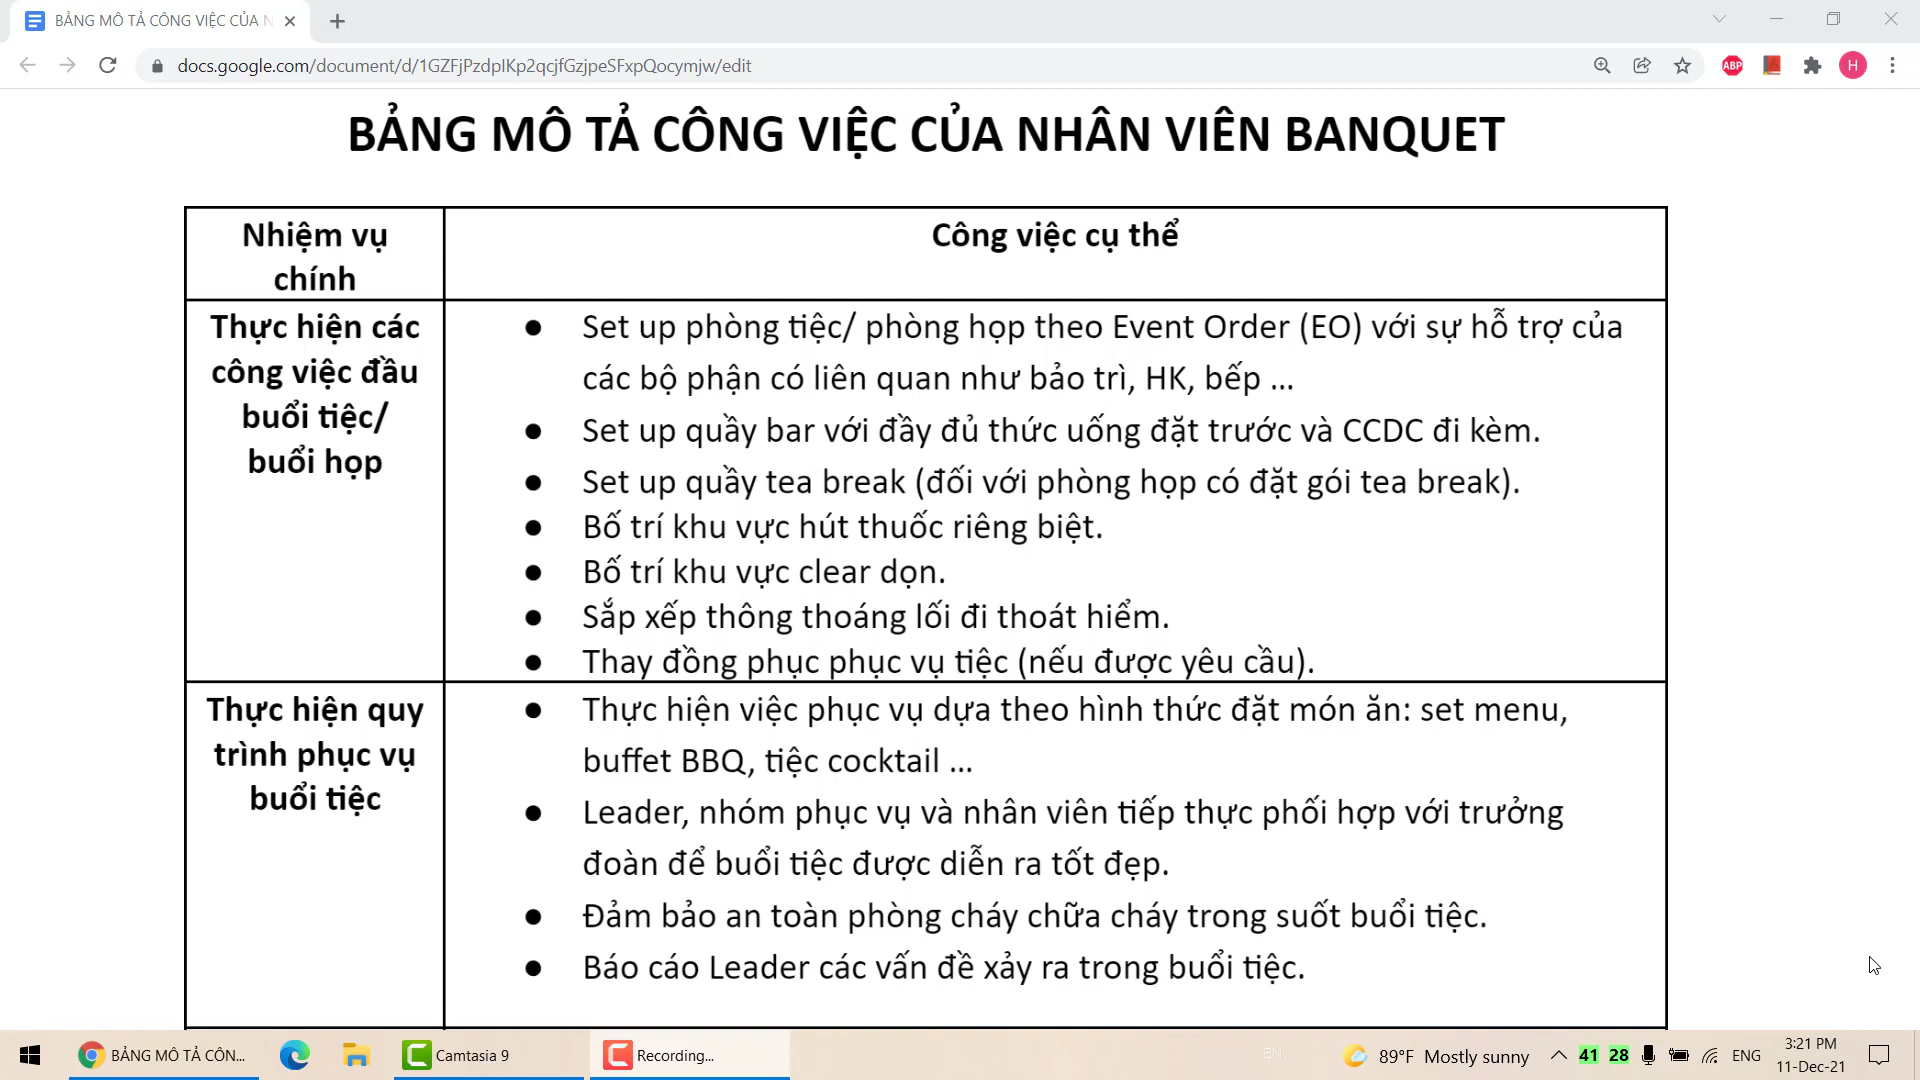 BẢNG MÔ TẢ CÔNG VIỆC CỦA N
docs.google.com/document/d/1GZFjPzdpIKp2qcjfGzjpeSFxpQocymjw/edit
ABP
H
BẢNG MÔ TẢ CÔNG VIỆC CỦA NHÂN VIÊN BANQUET
Nhiệm vụ
chính
Công việc cụ thể
Thực hiện các
công việc đầu
buổi tiệc/
buổi họp
● Set up phòng tiệc/ phòng họp theo Event Order (EO) với sự hỗ trợ của
các bộ phận có liên quan như bảo trì, HK, bếp ...
● Set up quầy bar với đầy đủ thức uống đặt trước và CCDC đi kèm.
● Set up quầy tea break (đối với phòng họp có đặt gói tea break).
● Bố trí khu vực hút thuốc riêng biệt.
● Bố trí khu vực clear dọn.
● Sắp xếp thông thoáng lối đi thoát hiểm.
● Thay đồng phục phục vụ tiệc (nếu được yêu cầu).
Thực hiện quy
trình phục vụ
buổi tiệc
● Thực hiện việc phục vụ dựa theo hình thức đặt món ăn: set menu,
buffet BBQ, tiệc cocktail ...
● Leader, nhóm phục vụ và nhân viên tiếp thực phối hợp với trưởng
đoàn để buổi tiệc được diễn ra tốt đẹp.
● Đảm bảo an toàn phòng cháy chữa cháy trong suốt buổi tiệc.
● Báo cáo Leader các vấn đề xảy ra trong buổi tiệc.
BẢNG MÔ TẢ CÔN...
Camtasia 9
Recording...
EN
89°F Mostly sunny
41 28
ENG
3:21 PM
11-Dec-21